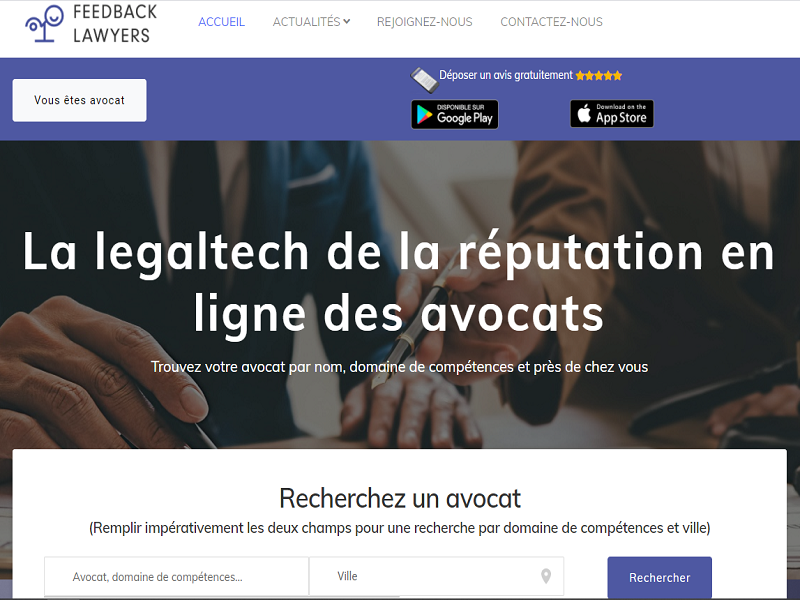 FEEDBACK
LAWYERS
ACCUEIL
ACTUALITÉS
REJOIGNEZ-NOUS
CONTACTEZ-NOUS
Vous êtes avocat
Déposer un avis gratuitement
DISPONIBLE SUR
Google Play
Download on the
App Store
La legaltech de la réputation en
ligne des avocats
Trouvez votre avocat par nom, domaine de compétences et près de chez vous
Recherchez un avocat
(Remplir impérativement les deux champs pour une recherche par domaine de compétences et ville)
Avocat, domaine de compétences...
Ville
Rechercher